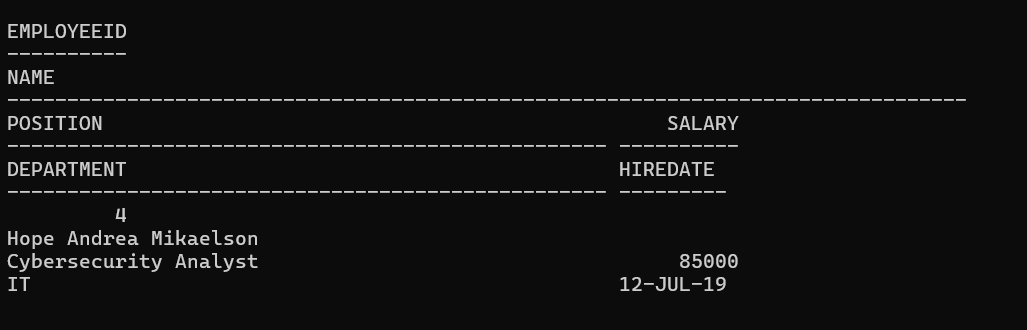 EMPLOYEEID
----------
NAME
--------------------------------------------------------------------------------
POSITION                                               SALARY
-------------------------------------------------- ----------
DEPARTMENT                                         HIREDATE
-------------------------------------------------- ---------
         4
Hope Andrea Mikaelson
Cybersecurity Analyst                                   85000
IT                                                 12-JUL-19